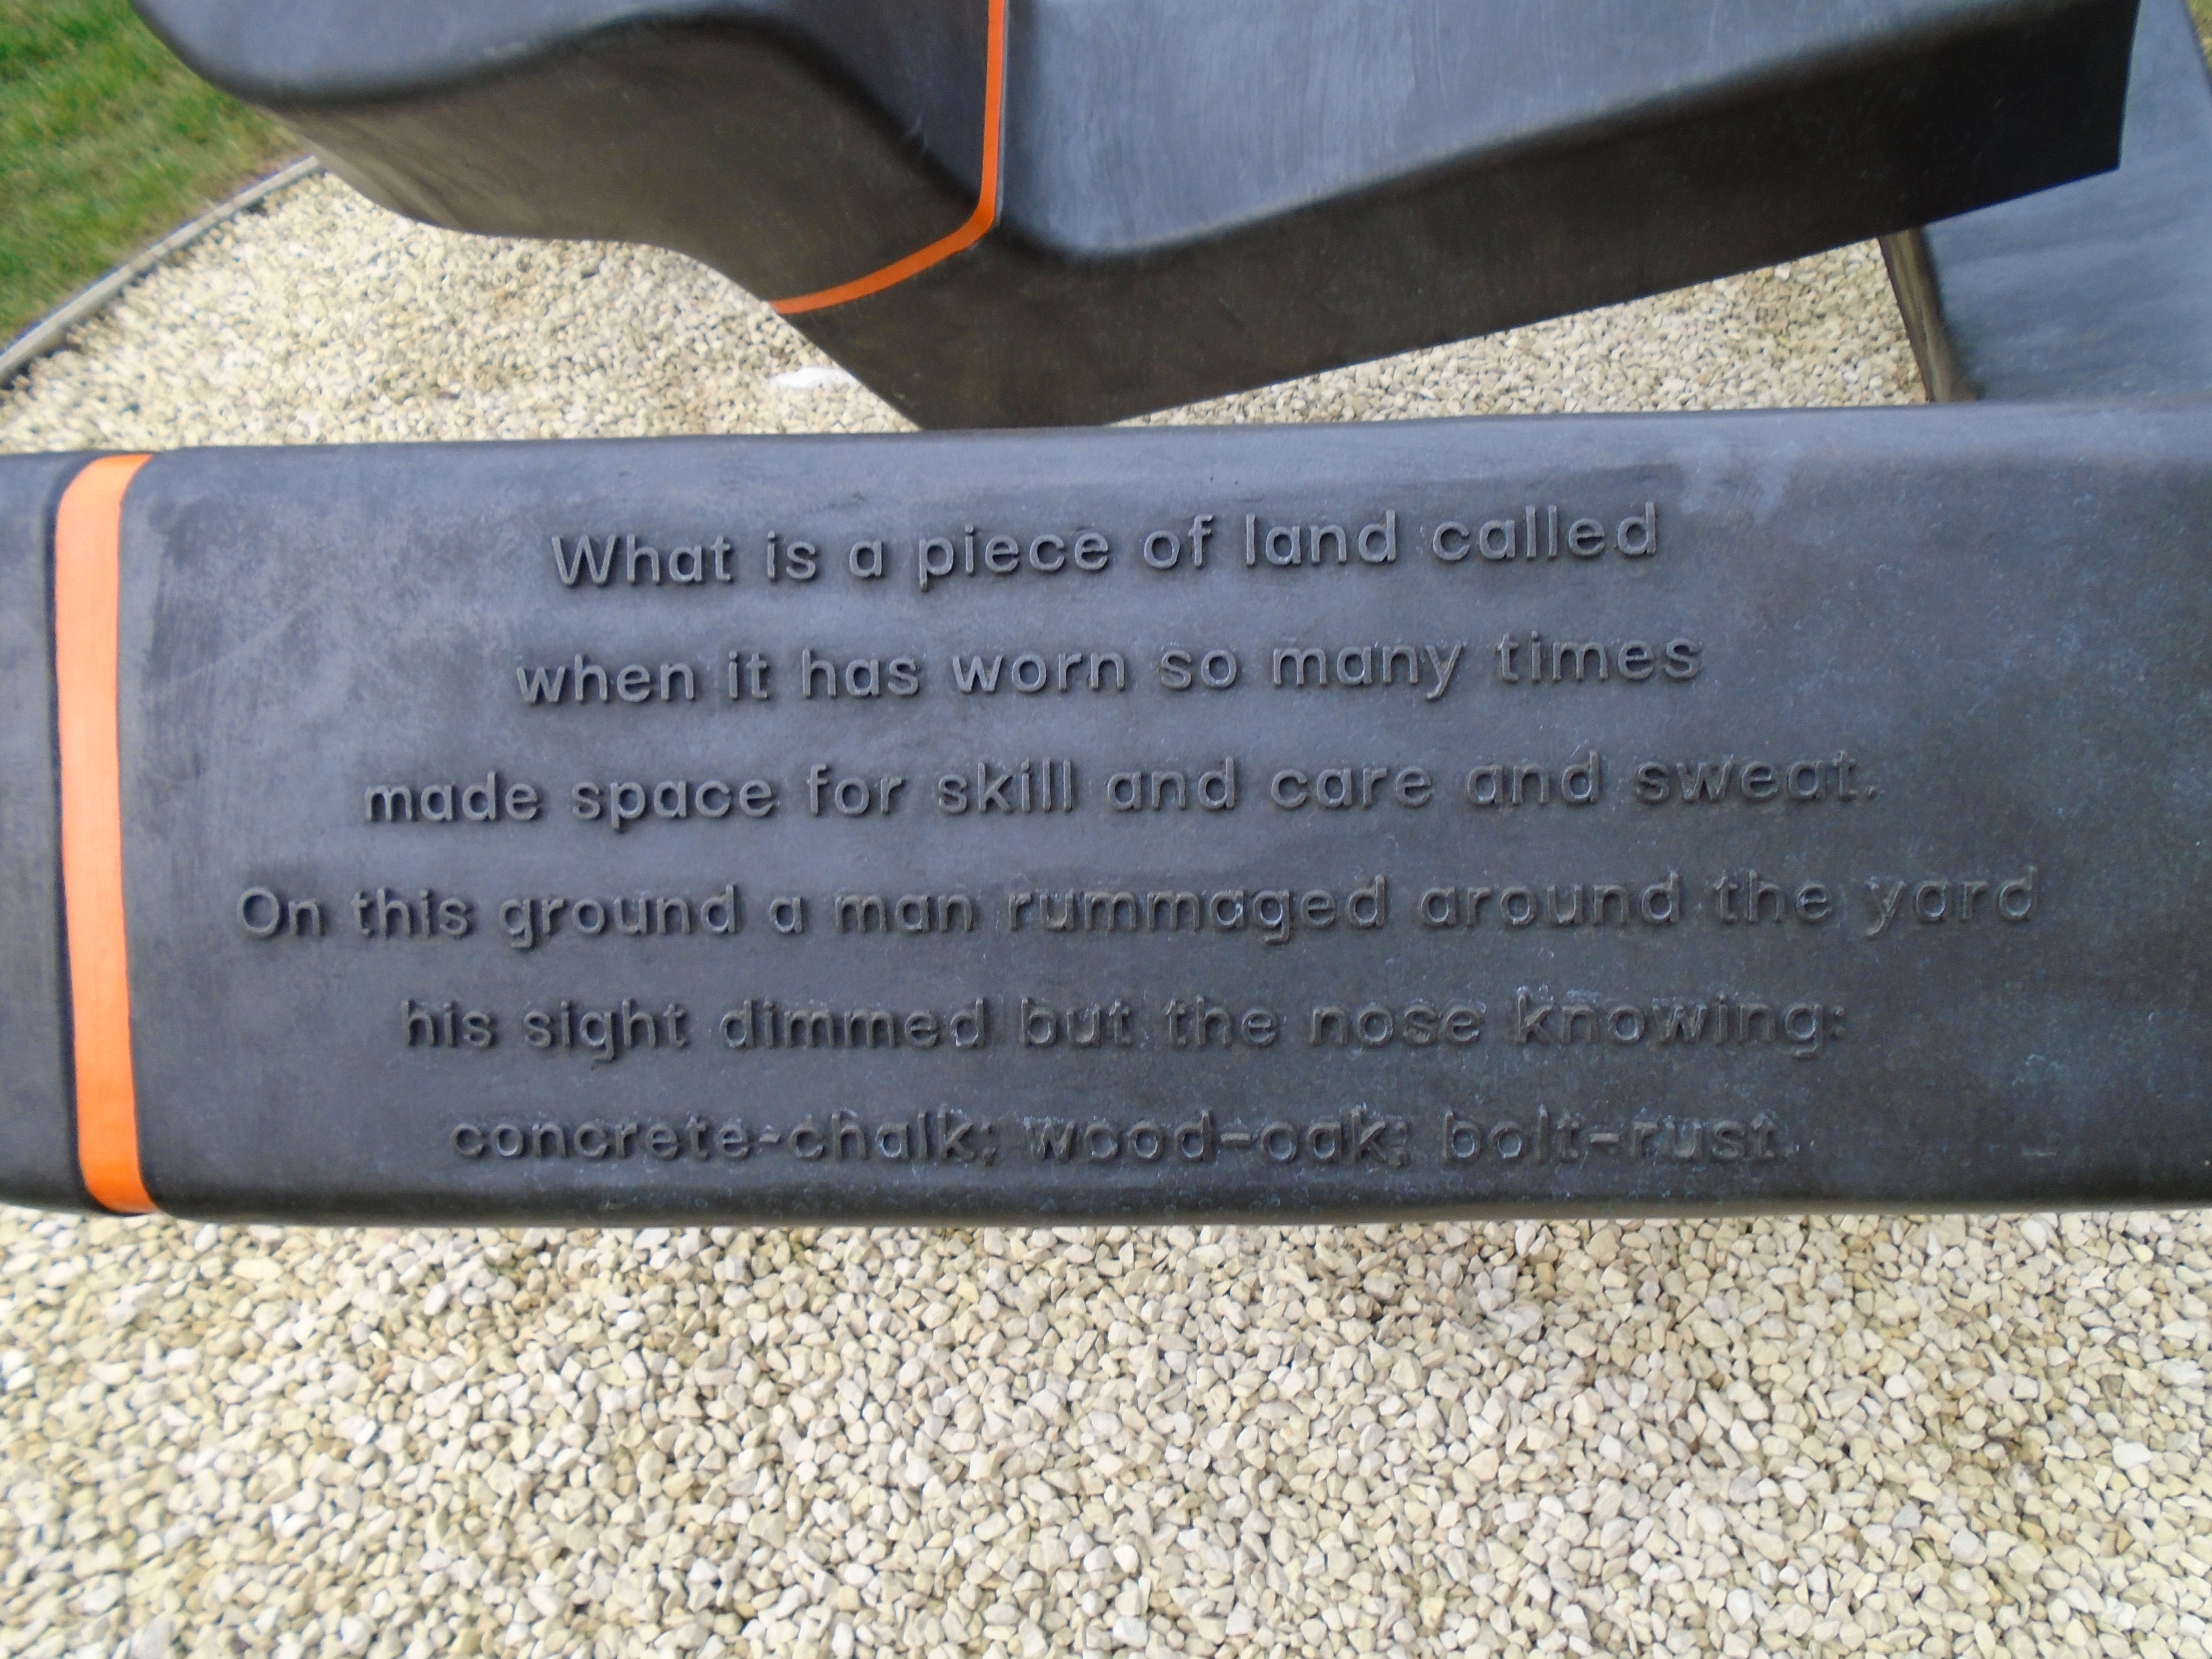 What is a piece of land called
when it has worn so many times
made space for skill and care and sweat.
On this ground a man rummaged around the yard
his sight dimmed but the nose knowing:
concrete-chalk; wood-oak; bolt-rust.